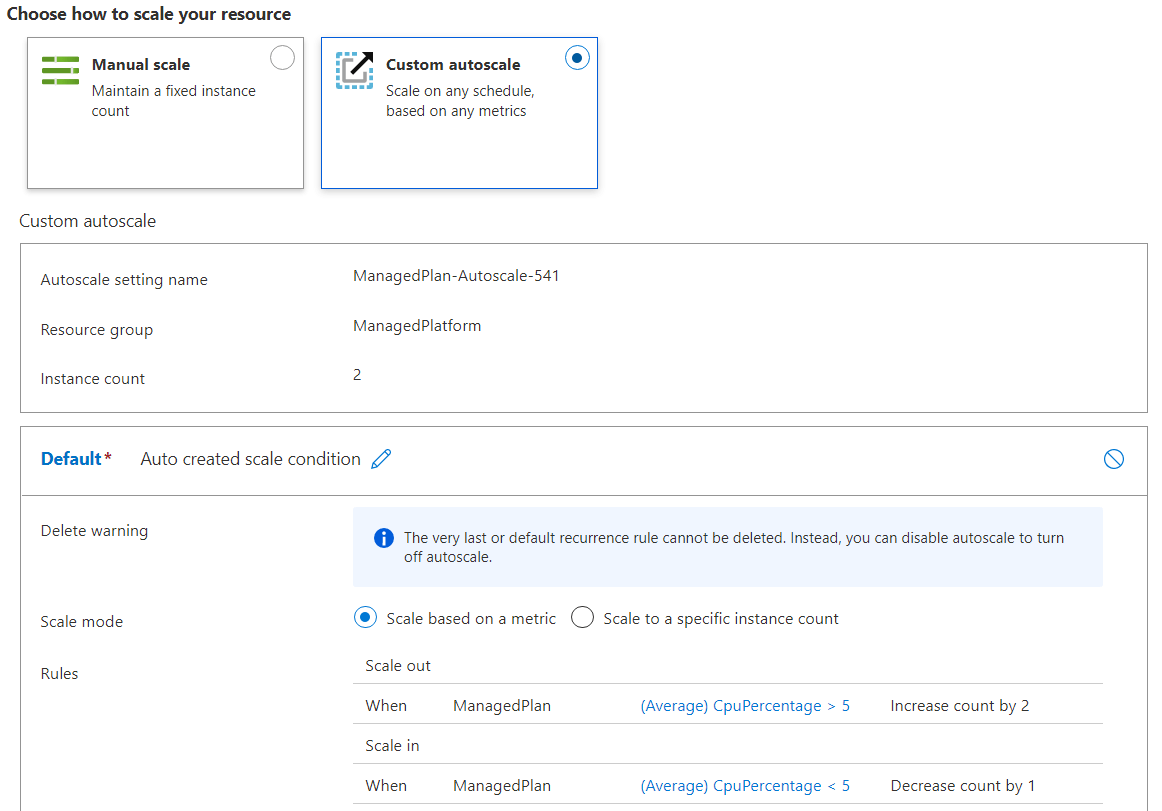 Choose how to scale your resource
Manual scale
Maintain a fixed instance
count
Custom autoscale
Scale on any schedule,
based on any metrics
Custom autoscale
Autoscale setting name ManagedPlan-Autoscale-541
Resource group ManagedPlatform
Instance count 2
Default* Auto created scale condition
Delete warning
The very last or default recurrence rule cannot be deleted. Instead, you can disable autoscale to turn
off autoscale.
Scale mode Scale based on a metric Scale to a specific instance count
Rules
Scale out
When ManagedPlan (Average) CpuPercentage > 5 Increase count by 2
Scale in
When ManagedPlan (Average) CpuPercentage < 5 Decrease count by 1